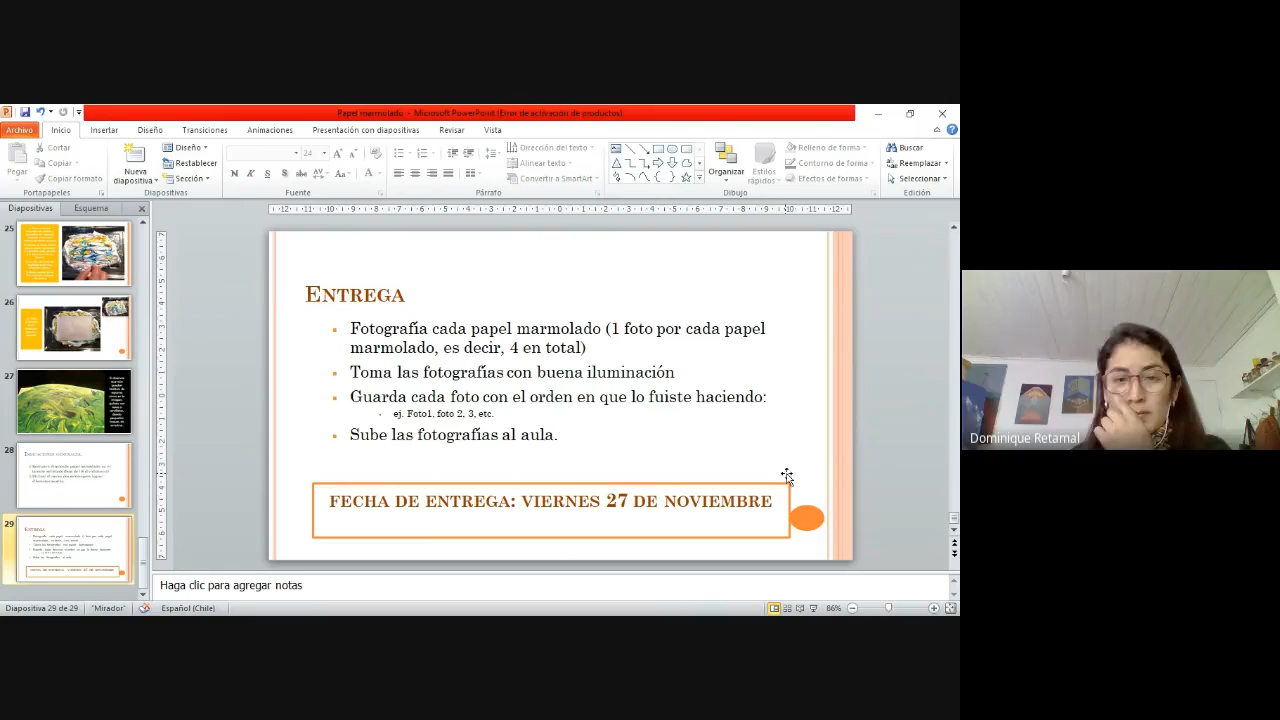 Papel marmolado - Microsoft PowerPoint (Error de activación de productos)
Archivo Inicio Insertar Diseño Transiciones Animaciones Presentación con diapositivas Revisar Vista
Pegar
Cortar
Copiar
Copiar formato
Portapapeles
Nueva diapositiva
Diseño
Restablecer
Sección
Diapositivas
24
Fuente
Dirección del texto
Alinear texto
Convertir a SmartArt
Párrafo
Organizar
Estilos rápidos
Relleno de forma
Contorno de forma
Efectos de formas
Dibujo
Buscar
Reemplazar
Seleccionar
Edición
Diapositivas Esquema
25
26
27
28
29
ENTREGA
Fotografía cada papel marmolado (1 foto por cada papel
marmolado, es decir, 4 en total)
Toma las fotografías con buena iluminación
Guarda cada foto con el orden en que lo fuiste haciendo:
ej. Foto1, foto 2, 3, etc.
Sube las fotografías al aula.
FECHA DE ENTREGA: VIERNES 27 DE NOVIEMBRE
Haga clic para agregar notas
Diapositiva 29 de 29 "Mirador" Español (Chile) 86%
Dominique Retamal